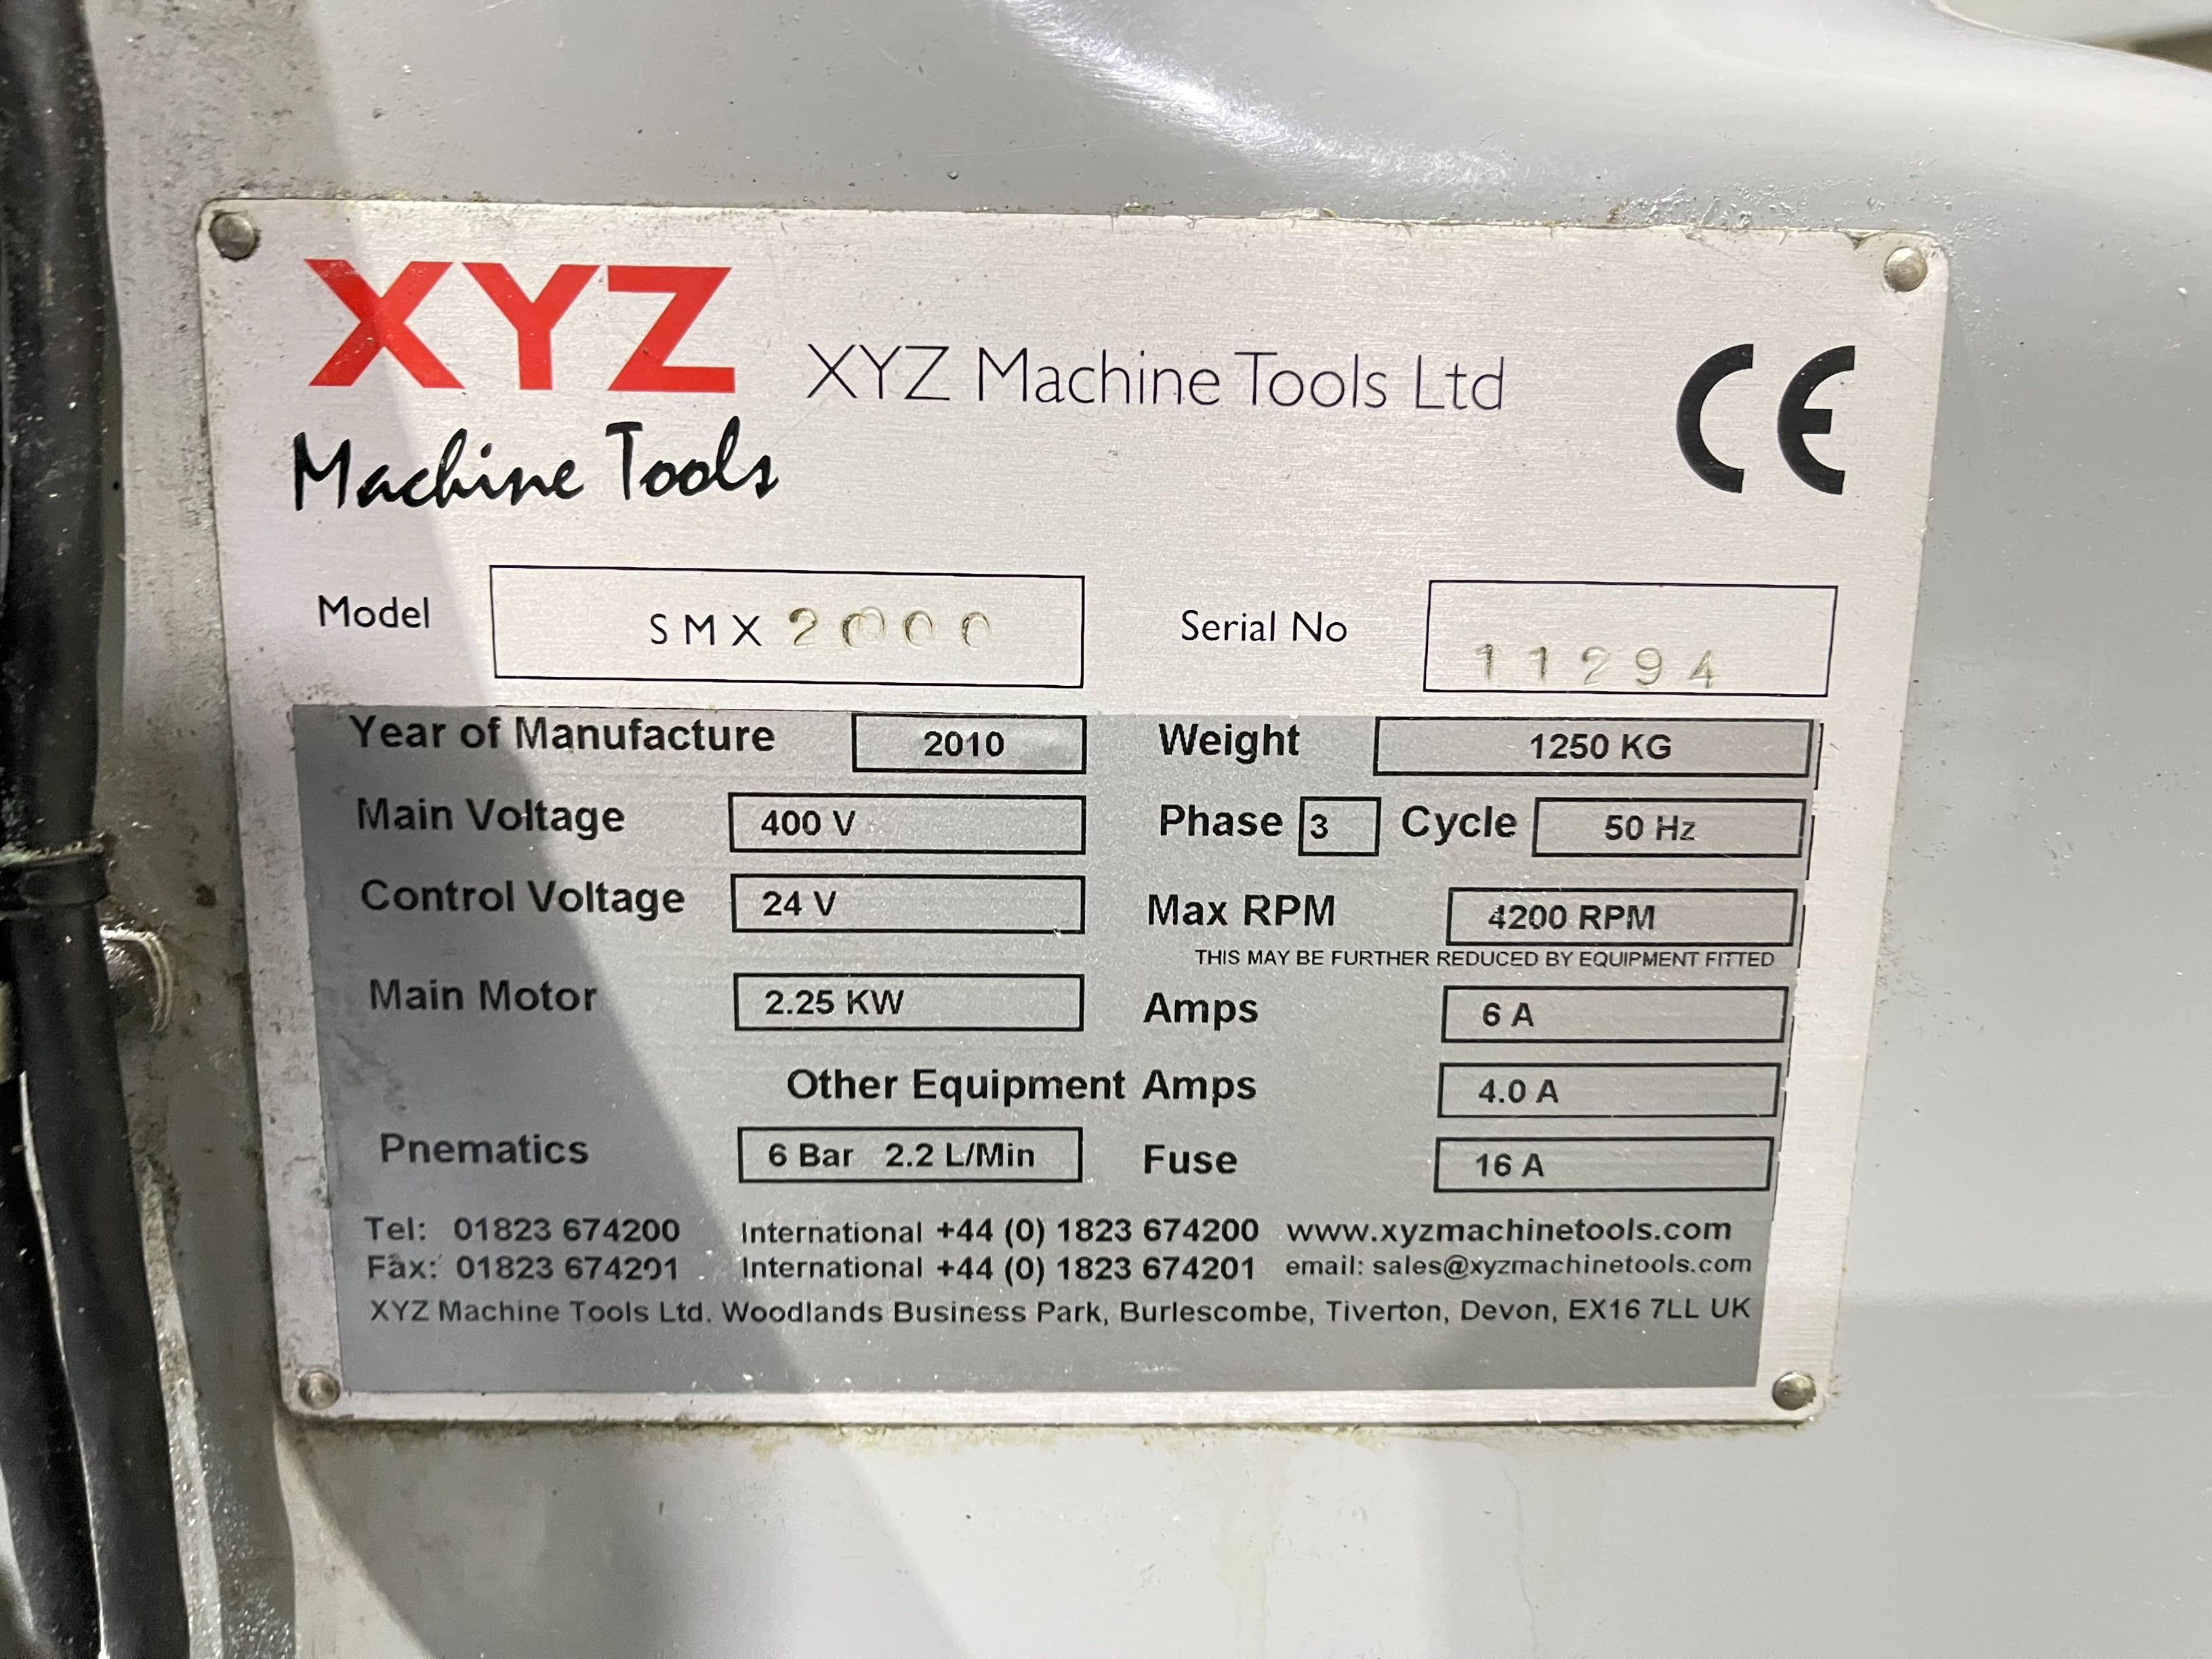 XYZ
Machine Tools
XYZ Machine Tools Ltd
CE
Model SMX 2000 Serial No 11294
Year of Manufacture 2010 Weight 1250 KG
Main Voltage 400 V Phase 3 Cycle 50 Hz
Control Voltage 24 V Max RPM 4200 RPM
THIS MAY BE FURTHER REDUCED BY EQUIPMENT FITTED
Main Motor 2.25 KW Amps 6 A
Other Equipment Amps 4.0 A
Pnematics 6 Bar 2.2 L/Min Fuse 16 A
Tel: 01823 674200 International +44 (0) 1823 674200 www.xyzmachinetools.com
Fax: 01823 674201 International +44 (0) 1823 674201 email: sales@xyzmachinetools.com
XYZ Machine Tools Ltd. Woodlands Business Park, Burlescombe, Tiverton, Devon, EX16 7LL UK